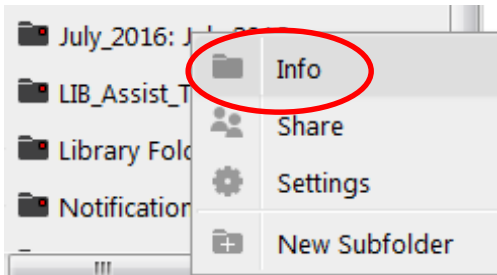 July_2016: J
LIB_Assist_T
Library Fold
Notification
Info
Share
Settings
New Subfolder